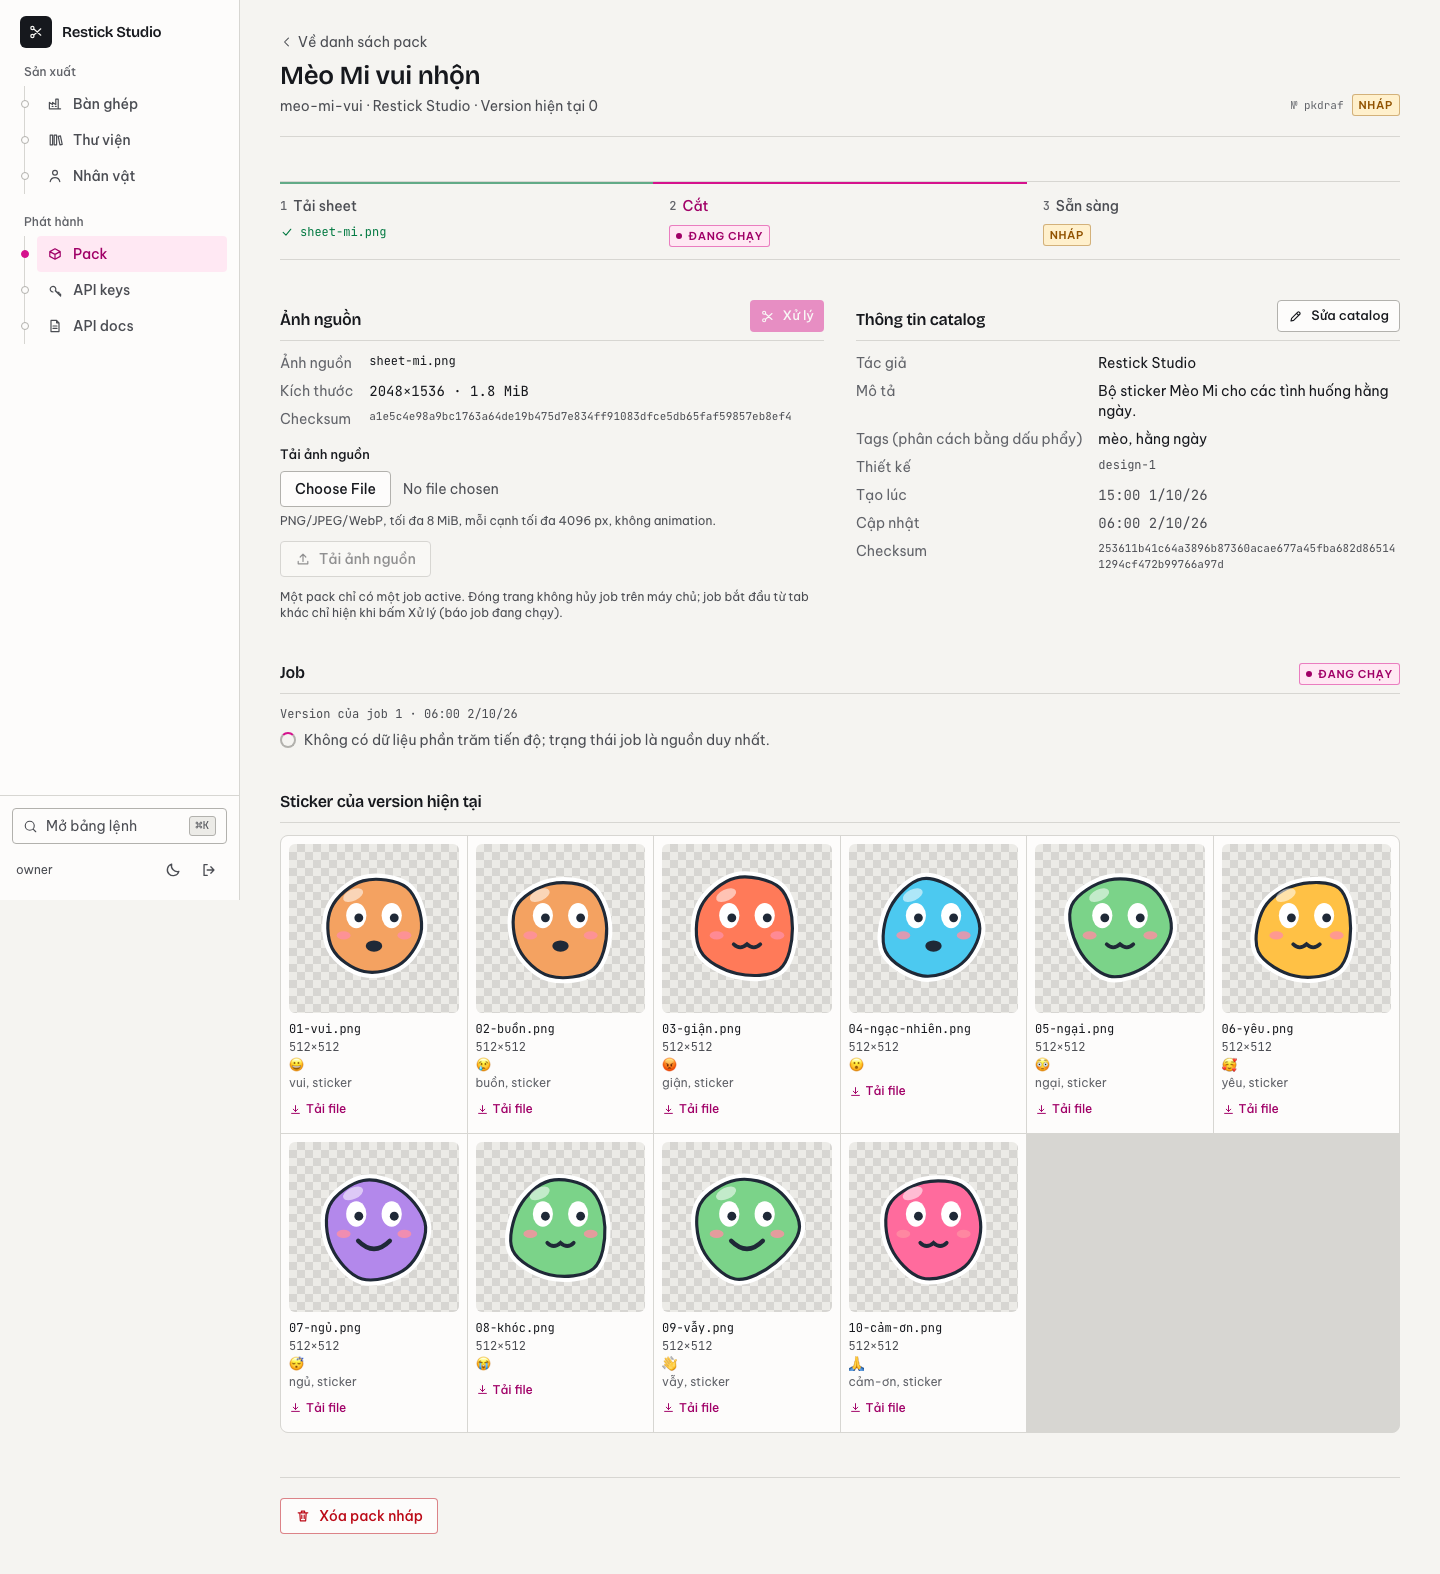 Restick Studio
Sản xuất
Bàn ghép
Thư viện
Nhân vật
Phát hành
Pack
API keys
API docs
Mở bảng lệnh
⌘K
owner
Về danh sách pack
Mèo Mi vui nhộn
meo-mi-vui · Restick Studio · Version hiện tại 0
№ pkdraf
NHÁP
1 Tải sheet
sheet-mi.png
2 Cắt
ĐANG CHẠY
3 Sẵn sàng
NHÁP
Ảnh nguồn
Xử lý
Ảnh nguồn sheet-mi.png
Kích thước 2048×1536 · 1.8 MiB
Checksum a1e5c4e98a9bc1763a64de19b475d7e834ff91083dfce5db65faf59857eb8ef4
Tải ảnh nguồn
Choose File No file chosen
PNG/JPEG/WebP, tối đa 8 MiB, mỗi cạnh tối đa 4096 px, không animation.
Tải ảnh nguồn
Một pack chỉ có một job active. Đóng trang không hủy job trên máy chủ; job bắt đầu từ tab
khác chỉ hiện khi bấm Xử lý (báo job đang chạy).
Thông tin catalog
Sửa catalog
Tác giả Restick Studio
Mô tả Bộ sticker Mèo Mi cho các tình huống hằng
ngày.
Tags (phân cách bằng dấu phẩy) mèo, hằng ngày
Thiết kế design-1
Tạo lúc 15:00 1/10/26
Cập nhật 06:00 2/10/26
Checksum 253611b41c64a3896b87360acae677a45fba682d86514
1294cf472b99766a97d
Job
ĐANG CHẠY
Version của job 1 · 06:00 2/10/26
Không có dữ liệu phần trăm tiến độ; trạng thái job là nguồn duy nhất.
Sticker của version hiện tại
01-vui.png
512×512
vui, sticker
Tải file
02-buồn.png
512×512
buồn, sticker
Tải file
03-giận.png
512×512
giận, sticker
Tải file
04-ngạc-nhiên.png
512×512
Tải file
05-ngại.png
512×512
ngại, sticker
Tải file
06-yêu.png
512×512
yêu, sticker
Tải file
07-ngủ.png
512×512
ngủ, sticker
Tải file
08-khóc.png
512×512
Tải file
09-vẫy.png
512×512
vẫy, sticker
Tải file
10-cảm-ơn.png
512×512
cảm-ơn, sticker
Tải file
Xóa pack nháp